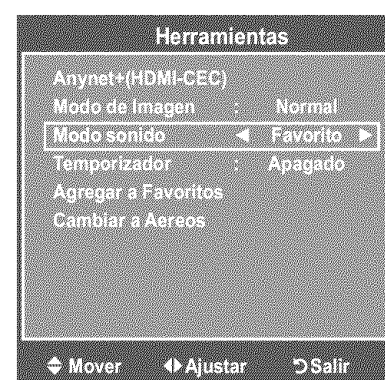 Herramientas
Anynet+(HDMI-CEC)
Modo de Imagen : Normal
Modo sonido ◄ Favorito ►
Temporizador : Apagado
Agregar a Favoritos
Cambiar a Aereos
Mover Ajustar Salir